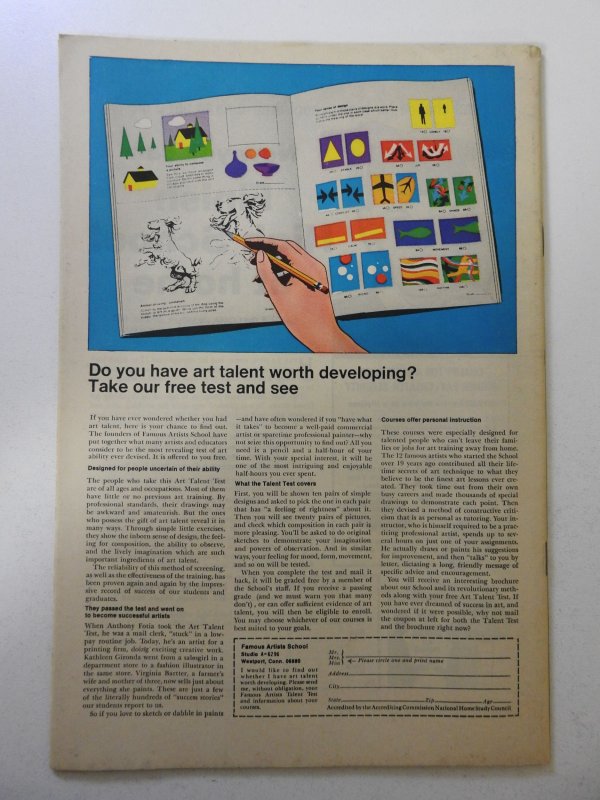 Your sense of design
LOVELY
POWER
JOY
CONFLICT
SPEED
DANGER
CALM
MOVEMENT
Your ability to compose a picture
Draw
Animal drawing
Do you have art talent worth developing?
Take our free test and see
If you have ever wondered whether you had
art talent, here is your chance to find out.
The founders of Famous Artists School have
put together what many artists and educators
consider to be the most revealing test of art
ability ever devised. It is offered to you free.
Designed for people uncertain of their ability
The people who take this Art Talent Test
are of all ages and occupations. Most of them
have little or no previous art training. By
professional standards, their drawings may
be awkward and amateurish. But the ones
who possess the gift of art talent reveal it in
many ways. Through simple little exercises,
they show the inborn sense of design, the feel-
ing for composition, the ability to observe,
and the lively imagination which are such
important ingredients of art talent.
The reliability of this method of screening,
as well as the effectiveness of the training, has
been proven again and again by the impres-
sive record of success of our students and
graduates.
They passed the test and went on
to become successful artists
When Anthony Fotia took the Art Talent
Test, he was a mail clerk, "stuck" in a low-
pay routine job. Today, he's an artist for a
printing firm, doing exciting creative work.
Kathleen Gironda went from a salesgirl in a
department store to a fashion illustrator in
the same store. Virginia Bartter, a farmer's
wife and mother of three, now sells just about
everything she paints. These are just a few
of the literally hundreds of "success stories"
our students report to us.
So if you love to sketch or dabble in paints
—and have often wondered if you "have what
it takes" to become a well-paid commercial
artist or sparetime professional painter—why
not seize this opportunity to find out? All you
need is a pencil and a half-hour of your
time. With your special interest, it will be
one of the most intriguing and enjoyable
half-hours you ever spent.
What the Talent Test covers
First, you will be shown ten pairs of simple
designs and asked to pick the one in each pair
that has "a feeling of rightness" about it.
Then you will see twenty pairs of pictures,
and check which composition in each pair is
more pleasing. You'll be asked to do original
sketches to demonstrate your imagination
and powers of observation. And in similar
ways, your feeling for mood, form, movement,
and so on will be tested.
When you complete the test and mail it
back, it will be graded free by a member of
the School's staff. If you receive a passing
grade (and we must warn you that many
don't), or can offer sufficient evidence of art
talent, you will then be eligible to enroll.
You may choose whichever of our courses is
best suited to your goals.
Courses offer personal instruction
These courses were especially designed for
talented people who can't leave their fami-
lies or jobs for art training away from home.
The 12 famous artists who started the School
over 19 years ago contributed all their life-
time secrets of art technique to what they
believe to be the finest art lessons ever cre-
ated. They took time out from their own
busy careers and made thousands of special
drawings to demonstrate each point. Then
they devised a method of constructive criti-
cism that is as personal as tutoring. Your in-
structor, who is himself required to be a prac-
ticing professional artist, spends up to sev-
eral hours on just one of your assignments.
He actually draws or paints his suggestions
for improvement, and then "talks" to you by
letter, dictating a long, friendly message of
specific advice and encouragement.
You will receive an interesting brochure
about our School and its revolutionary meth-
ods along with your free Art Talent Test. If
you have ever dreamed of success in art, and
wondered if it were possible, why not mail
the coupon at left for both the Talent Test
and the brochure right now?
Famous Artists School
Studio A-6796
Westport, Conn. 06880
I would like to find out
whether I have art talent
worth developing. Please send
me, without obligation, your
Famous Artists Talent Test
and information about your
courses.
Mr.
Mrs.
Miss
Please circle one and print name
Address
City
State Zip Age
Accredited by the Accrediting Commission National Home Study Council